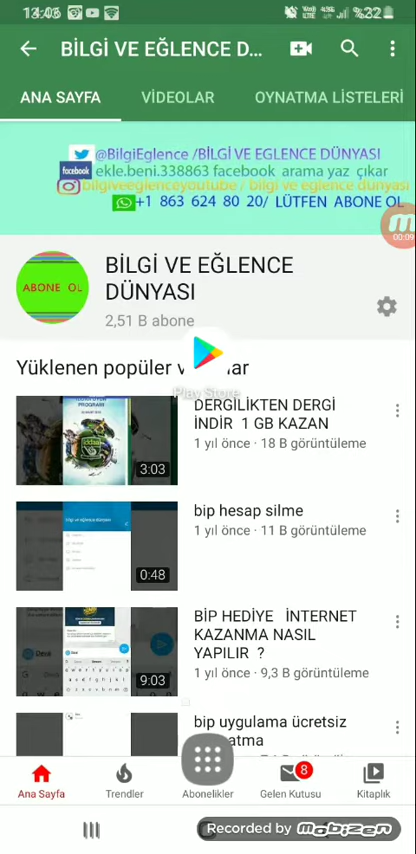 %22
BİLGİ VE EĞLENCE D...
ANA SAYFA
VİDEOLAR
OYNATMA LİSTELERİ
@BilgiEglence /BİLGİ VE EGLENCE DÜNYASI
facebook ekle.beni.338863 facebook arama yaz çıkar
bilgiveeglenceyoutube / bilgi ve eglence dunyası
+1 863 624 80 20/ LÜTFEN ABONE OL
00:09
ABONE OL
BİLGİ VE EĞLENCE
DÜNYASI
2,51 B abone
Yüklenen popüler
Play Store
DERGİLİKTEN DERGİ
İNDİR 1 GB KAZAN
1 yıl önce · 18 B görüntüleme
3:03
bip hesap silme
1 yıl önce · 11 B görüntüleme
0:48
BİP HEDİYE İNTERNET
KAZANMA NASIL
YAPILIR ?
1 yıl önce · 9,3 B görüntüleme
9:03
bip uygulama ücretsiz
8
Ana Sayfa
Trendler
Abonelikler
Gelen Kutusu
Kitaplık
Recorded by MOBIZEN